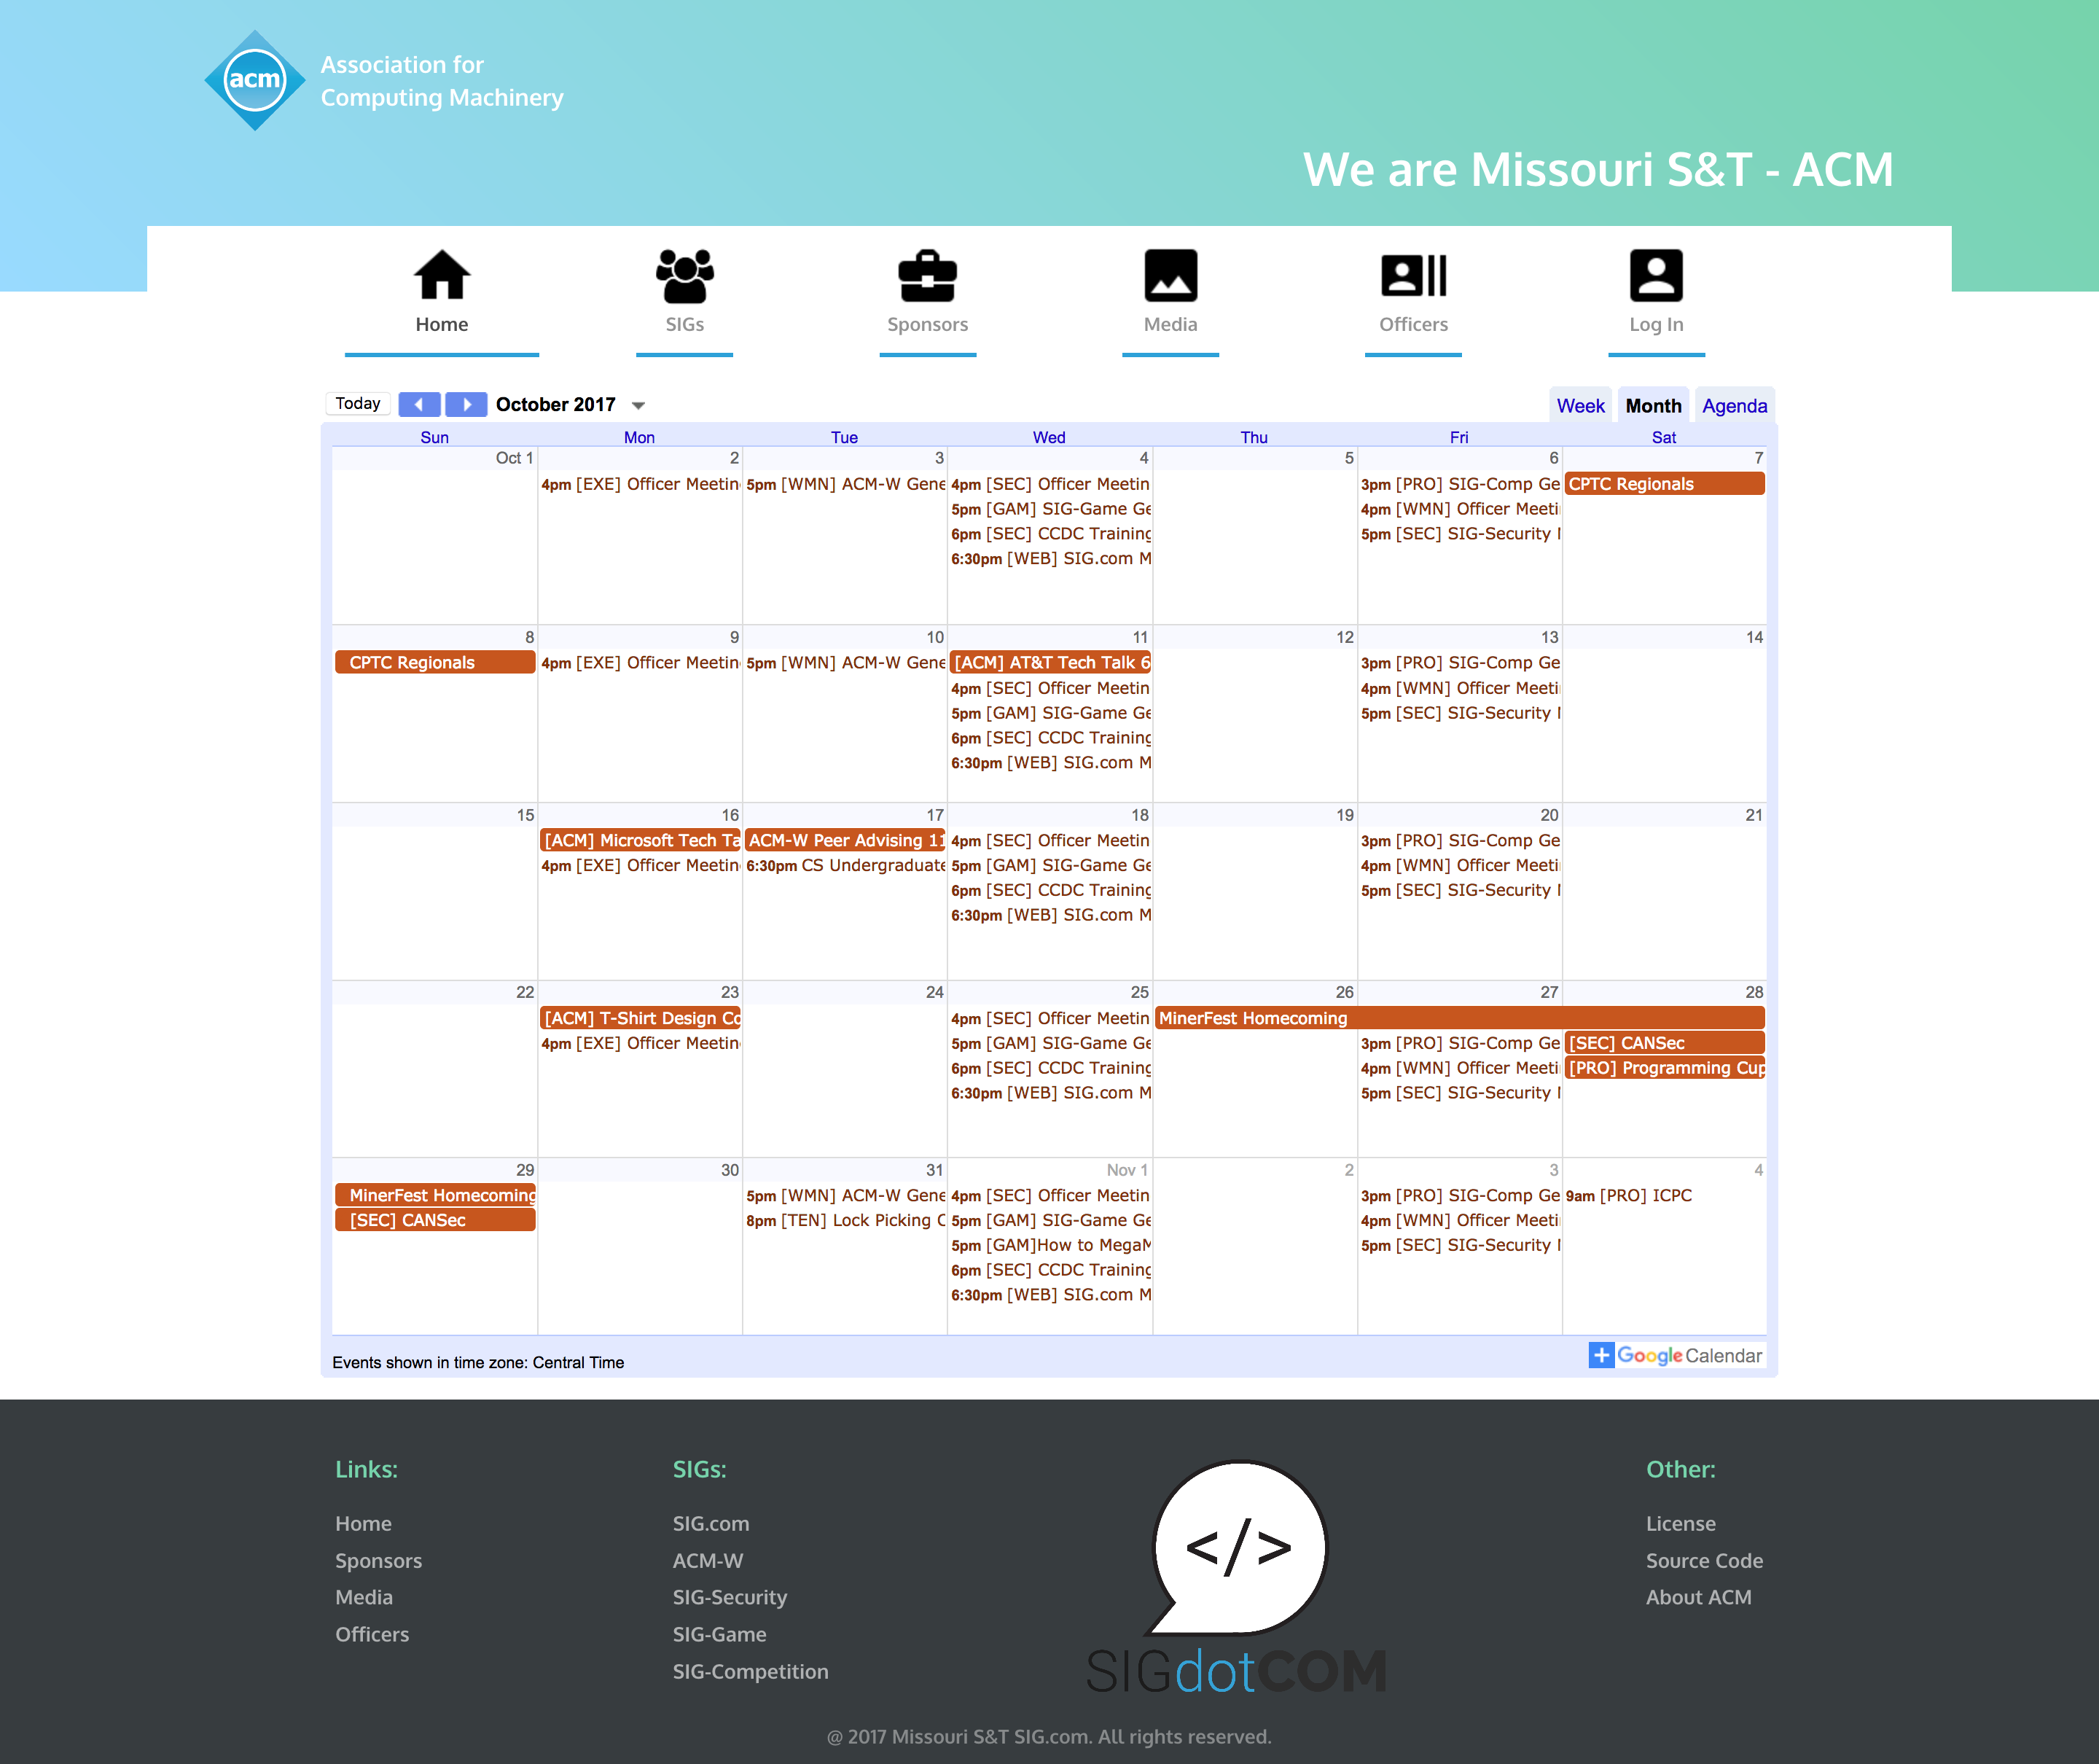 acm
Association for
Computing Machinery
We are Missouri S&T - ACM
Home
SIGs
Sponsors
Media
Officers
Log In
Today
October 2017
Week
Month
Agenda
Sun
Mon
Tue
Wed
Thu
Fri
Sat
Oct 1
2
4pm [EXE] Officer Meetin
3
5pm [WMN] ACM-W Gene
4
4pm [SEC] Officer Meetin
5pm [GAM] SIG-Game Ge
6pm [SEC] CCDC Training
6:30pm [WEB] SIG.com M
5
6
3pm [PRO] SIG-Comp Ge
4pm [WMN] Officer Meeti
5pm [SEC] SIG-Security
7
CPTC Regionals
8
CPTC Regionals
9
4pm [EXE] Officer Meetin
10
5pm [WMN] ACM-W Gene
11
[ACM] AT&T Tech Talk 6
4pm [SEC] Officer Meetin
5pm [GAM] SIG-Game Ge
6pm [SEC] CCDC Training
6:30pm [WEB] SIG.com M
12
13
3pm [PRO] SIG-Comp Ge
4pm [WMN] Officer Meeti
5pm [SEC] SIG-Security
14
15
16
[ACM] Microsoft Tech Ta
4pm [EXE] Officer Meetin
17
ACM-W Peer Advising 11
6:30pm CS Undergraduate
18
4pm [SEC] Officer Meetin
5pm [GAM] SIG-Game Ge
6pm [SEC] CCDC Training
6:30pm [WEB] SIG.com M
19
20
3pm [PRO] SIG-Comp Ge
4pm [WMN] Officer Meeti
5pm [SEC] SIG-Security
21
22
23
[ACM] T-Shirt Design Co
4pm [EXE] Officer Meetin
24
25
4pm [SEC] Officer Meetin
5pm [GAM] SIG-Game Ge
6pm [SEC] CCDC Training
6:30pm [WEB] SIG.com M
26
MinerFest Homecoming
27
3pm [PRO] SIG-Comp Ge
4pm [WMN] Officer Meeti
5pm [SEC] SIG-Security
28
[SEC] CANSec
[PRO] Programming Cup
29
MinerFest Homecoming
[SEC] CANSec
30
31
5pm [WMN] ACM-W Gene
8pm [TEN] Lock Picking C
Nov 1
4pm [SEC] Officer Meetin
5pm [GAM] SIG-Game Ge
5pm [GAM]How to MegaM
6pm [SEC] CCDC Training
6:30pm [WEB] SIG.com M
2
3
3pm [PRO] SIG-Comp Ge
4pm [WMN] Officer Meeti
5pm [SEC] SIG-Security
4
9am [PRO] ICPC
Events shown in time zone: Central Time
+ Google Calendar
Links:
Home
Sponsors
Media
Officers
SIGs:
SIG.com
ACM-W
SIG-Security
SIG-Game
SIG-Competition
</>
SIGdotCOM
Other:
License
Source Code
About ACM
@ 2017 Missouri S&T SIG.com. All rights reserved.